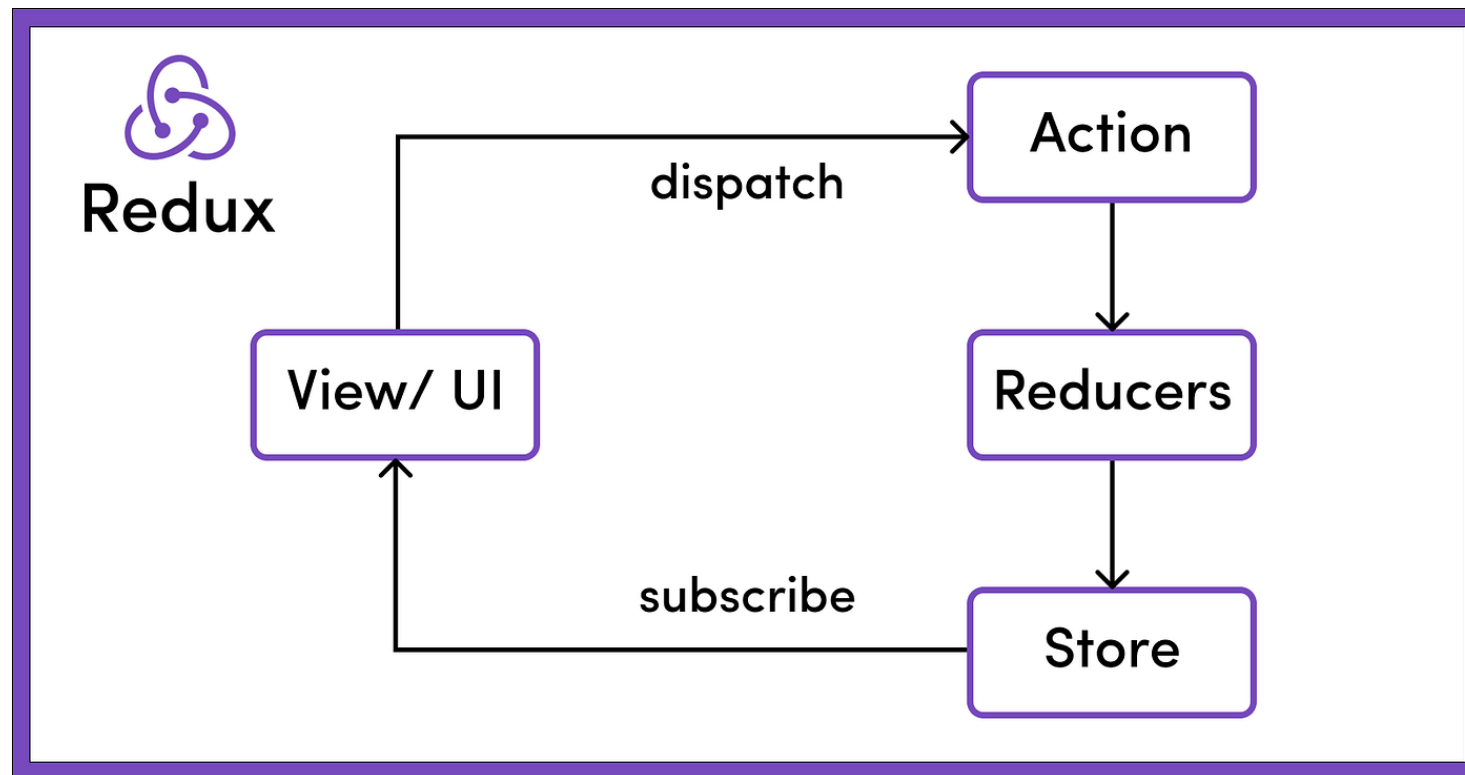 Redux
Action
dispatch
View/ UI
Reducers
subscribe
Store